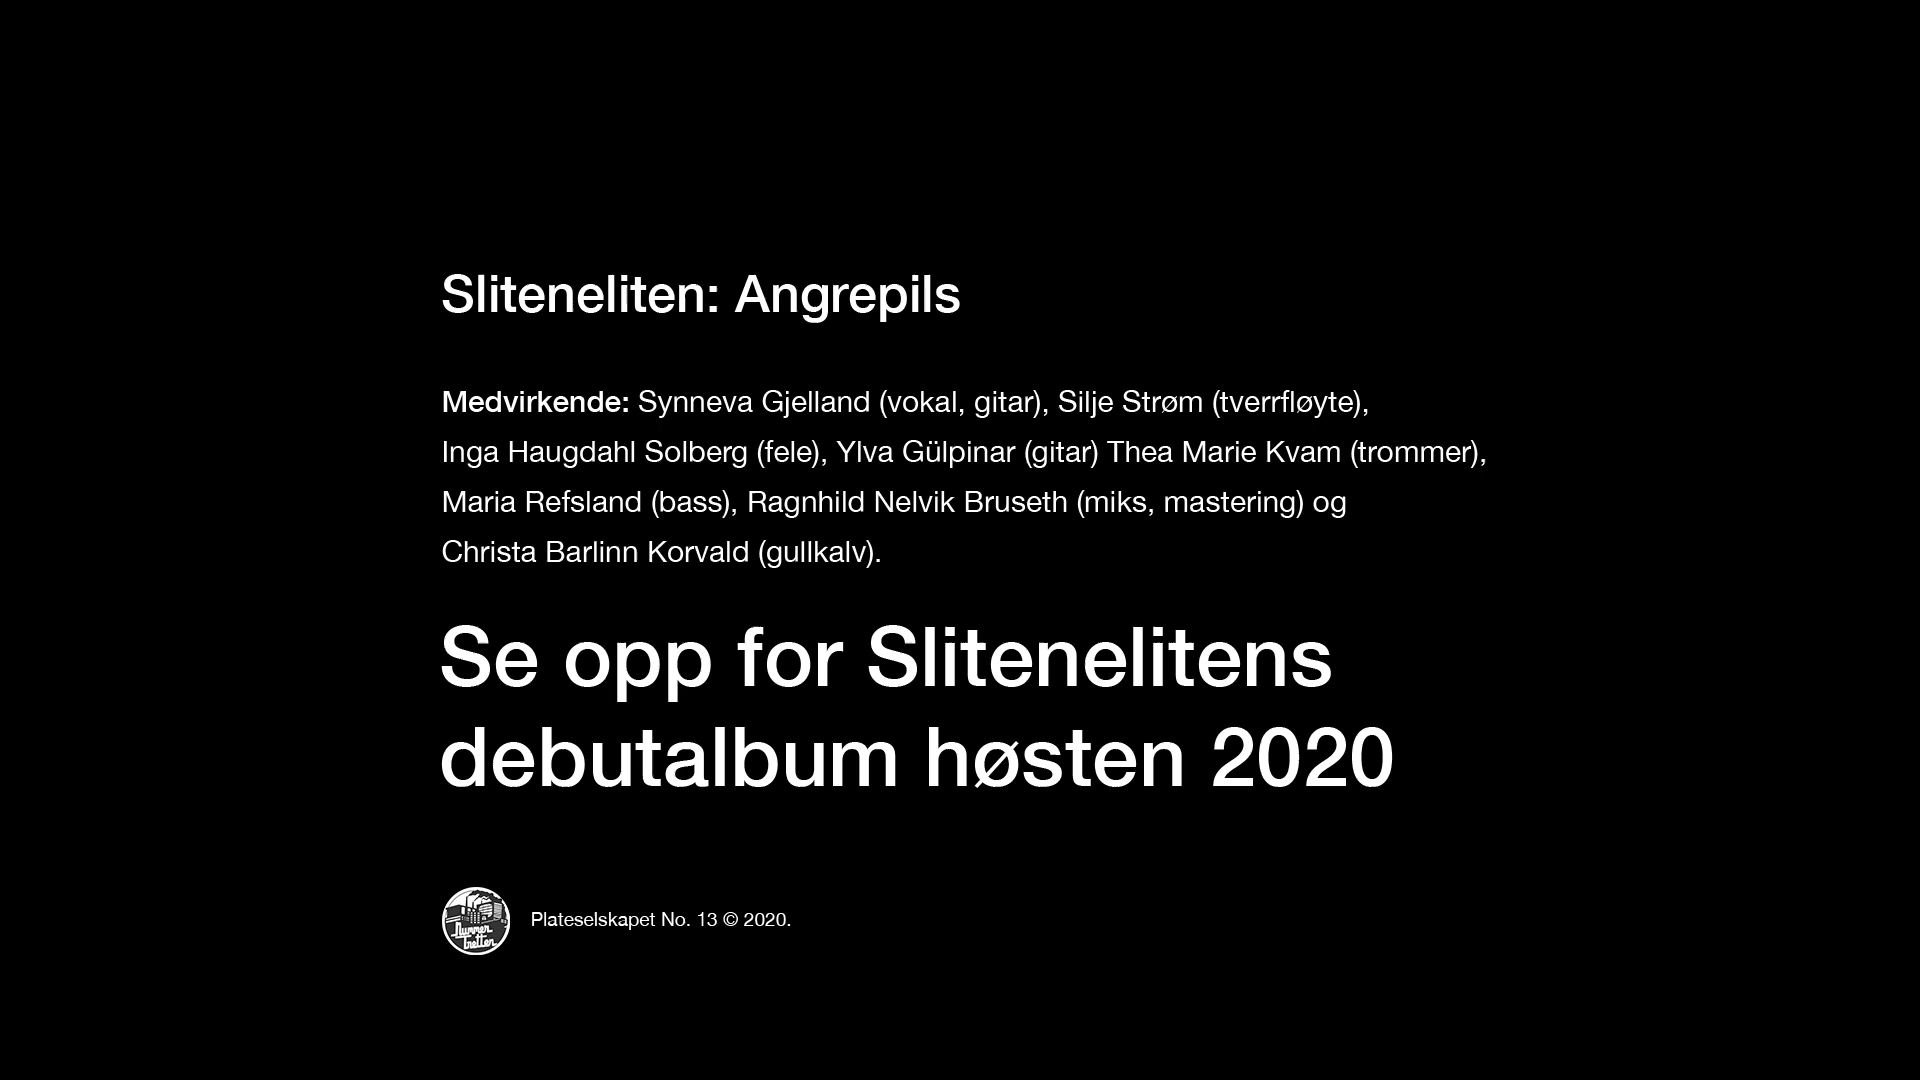 Sliteneliten: Angrepils
Medvirkende: Synneva Gjelland (vokal, gitar), Silje Strøm (tverrfløyte),
Inga Haugdahl Solberg (fele), Ylva Gülpinar (gitar) Thea Marie Kvam (trommer),
Maria Refsland (bass), Ragnhild Nelvik Bruseth (miks, mastering) og
Christa Barlinn Korvald (gullkalv).
Se opp for Slitenelitens
debutalbum høsten 2020
Nummer
Tretten
Plateselskapet No. 13 © 2020.